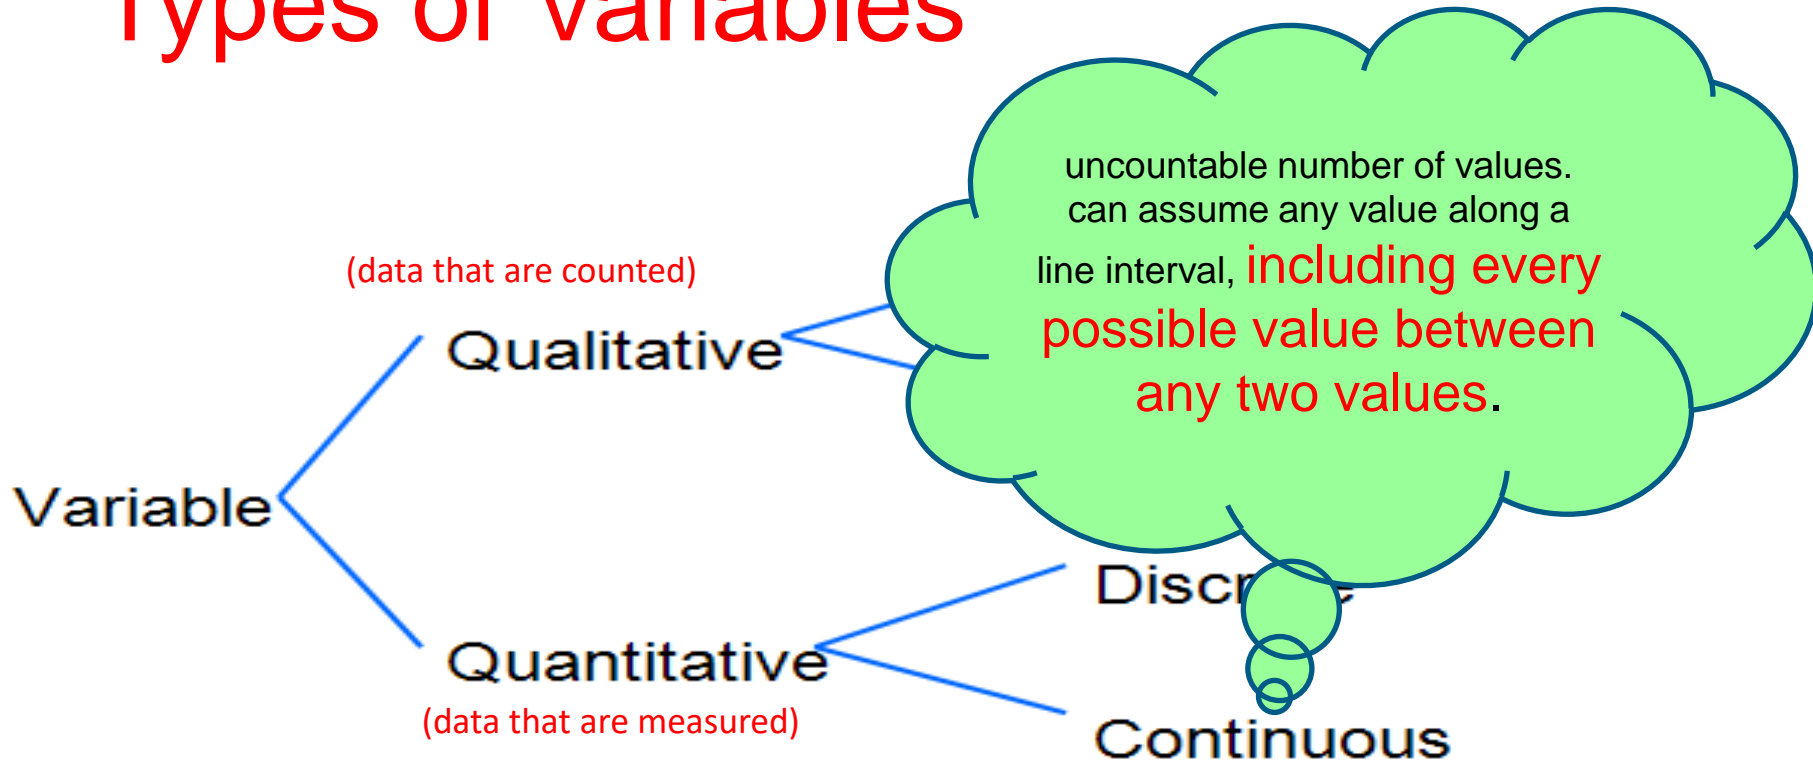 Types of Variables
uncountable number of values.
can assume any value along a
line interval, including every
possible value between
any two values.
(data that are counted)
Qualitative
Variable
Discrete
Quantitative
(data that are measured)
Continuous